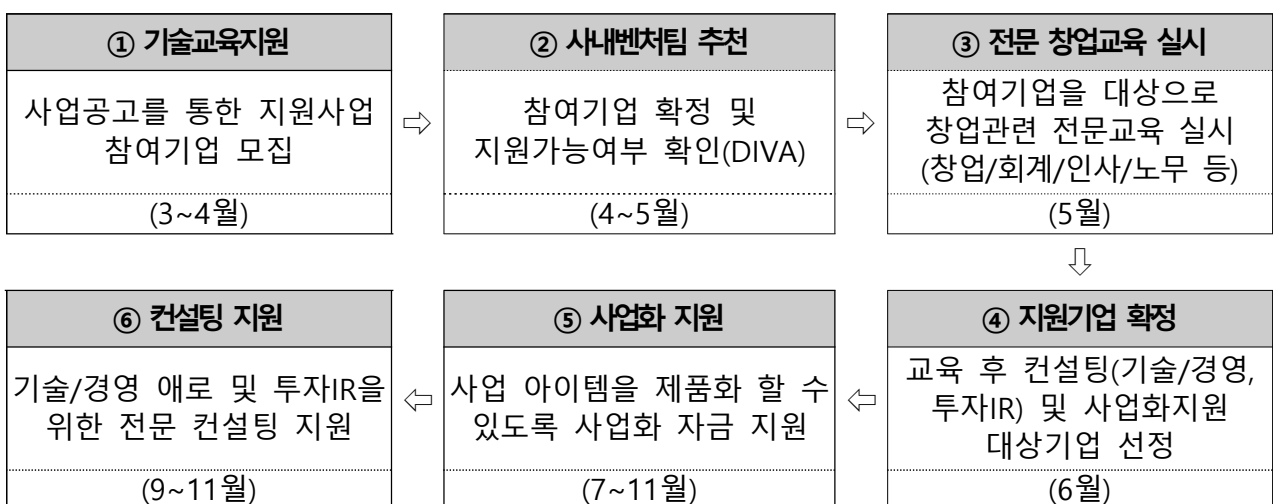 ① 기술교육지원
사업공고를 통한 지원사업
참여기업 모집
(3~4월)
⇨
② 사내벤처팀 추천
참여기업 확정 및
지원가능여부 확인(DIVA)
(4~5월)
⇨
③ 전문 창업교육 실시
참여기업을 대상으로
창업관련 전문교육 실시
(창업/회계/인사/노무 등)
(5월)
⇩
④ 지원기업 확정
교육 후 컨설팅(기술/경영,
투자IR) 및 사업화지원
대상기업 선정
(6월)
⇦
⑤ 사업화 지원
사업 아이템을 제품화 할 수
있도록 사업화 자금 지원
(7~11월)
⇦
⑥ 컨설팅 지원
기술/경영 애로 및 투자IR을
위한 전문 컨설팅 지원
(9~11월)